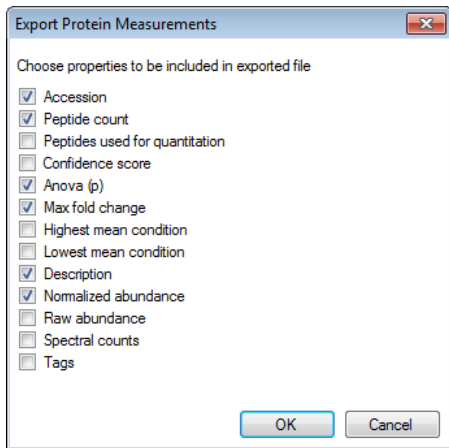 Export Protein Measurements
Choose properties to be included in exported file
Accession
Peptide count
Peptides used for quantitation
Confidence score
Anova (p)
Max fold change
Highest mean condition
Lowest mean condition
Description
Normalized abundance
Raw abundance
Spectral counts
Tags
OK Cancel